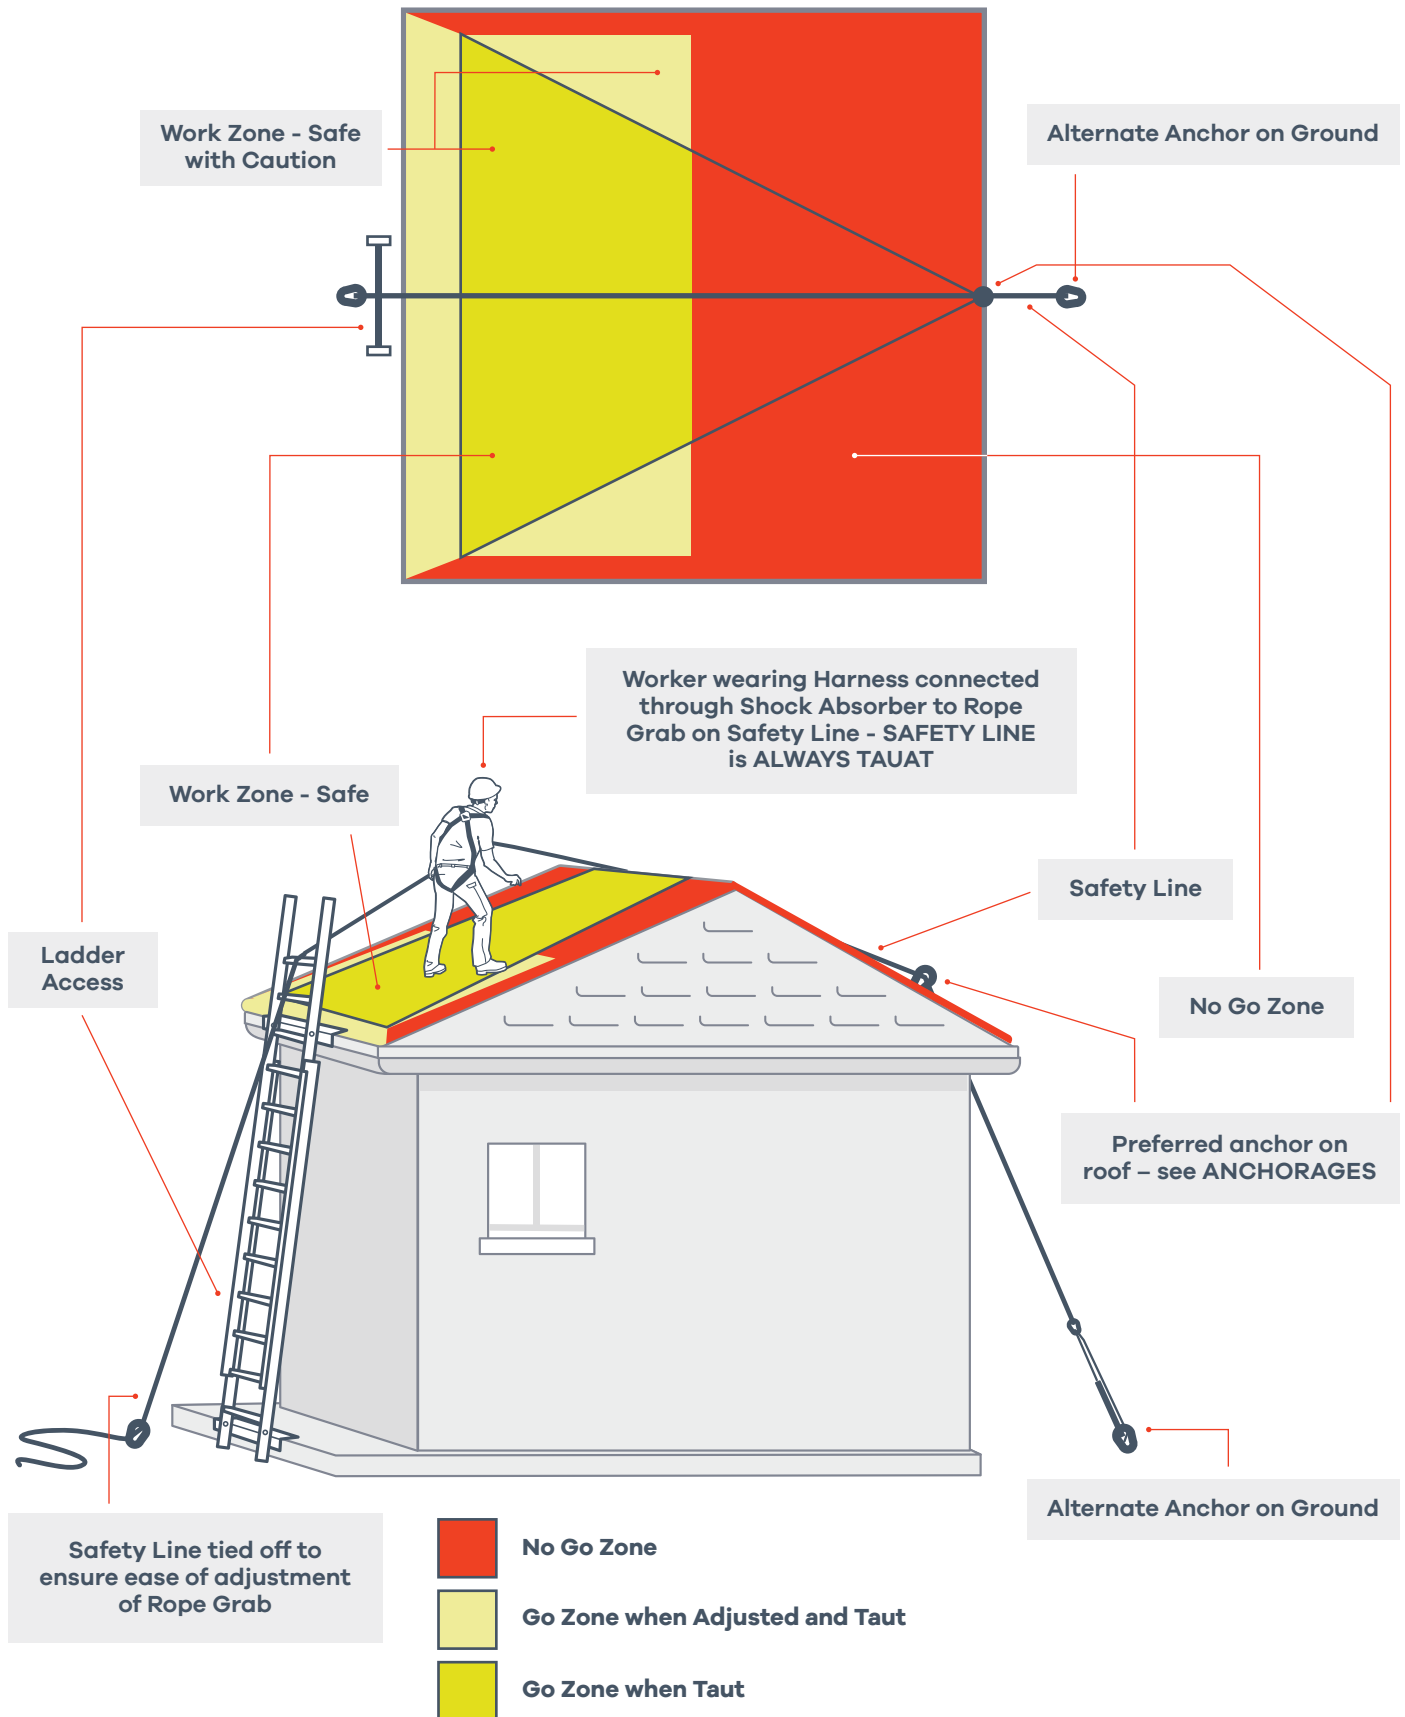 Work Zone - Safe
with Caution
Alternate Anchor on Ground
Worker wearing Harness connected
through Shock Absorber to Rope
Grab on Safety Line - SAFETY LINE
is ALWAYS TAUAT
Work Zone - Safe
Safety Line
Ladder
Access
No Go Zone
Preferred anchor on
roof – see ANCHORAGES
Alternate Anchor on Ground
Safety Line tied off to
ensure ease of adjustment
of Rope Grab
No Go Zone
Go Zone when Adjusted and Taut
Go Zone when Taut